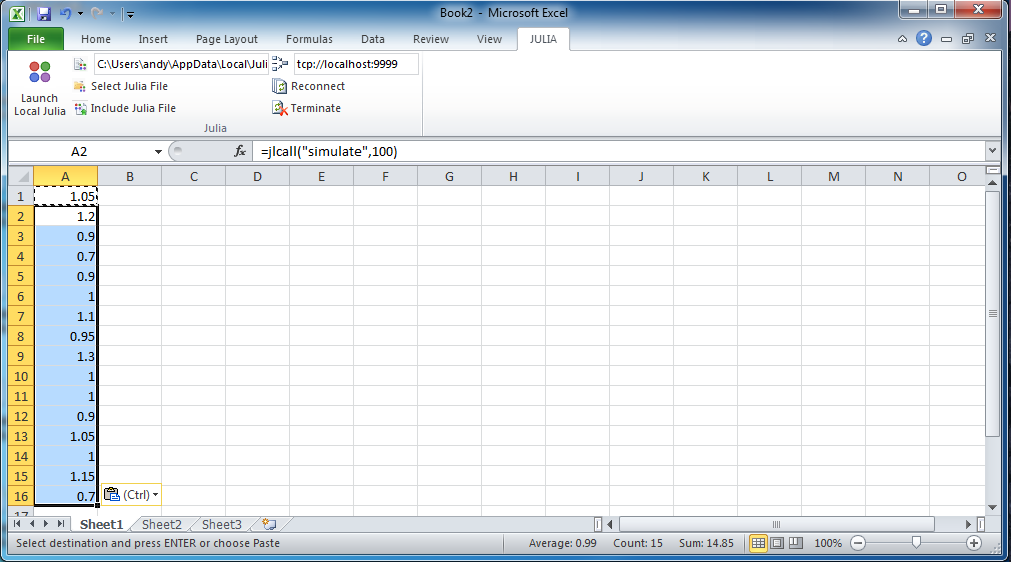 Book2 - Microsoft Excel
File Home Insert Page Layout Formulas Data Review View JULIA
Launch
Local Julia
C:\Users\andy\AppData\Local\Juli
Select Julia File
Include Julia File
tcp://localhost:9999
Reconnect
Terminate
Julia
A2 fx =jlcall("simulate",100)
A B C D E F G H I J K L M N O
1 1.05
2 1.2
3 0.9
4 0.7
5 0.9
6 1
7 1.1
8 0.95
9 1.3
10 1
11 1
12 0.9
13 1.05
14 1
15 1.15
16 0.7 (Ctrl)
17
Sheet1 Sheet2 Sheet3
Select destination and press ENTER or choose Paste Average: 0.99 Count: 15 Sum: 14.85 100%